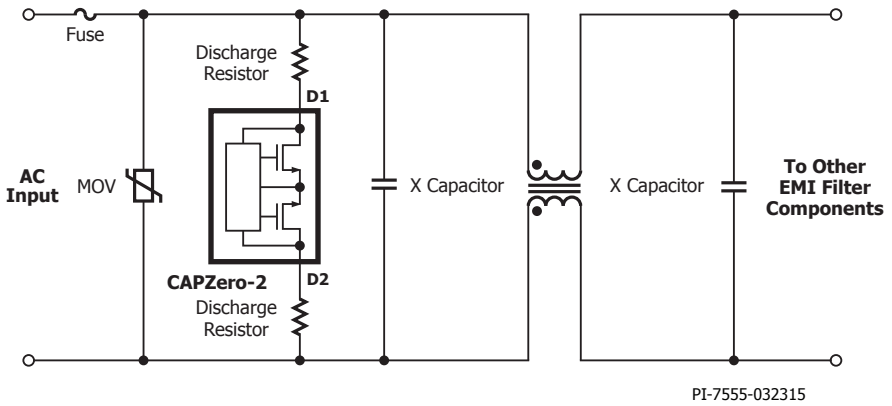 Fuse
Discharge
Resistor
D1
AC
Input
MOV
X Capacitor
X Capacitor
To Other
EMI Filter
Components
CAPZero-2
D2
Discharge
Resistor
PI-7555-032315